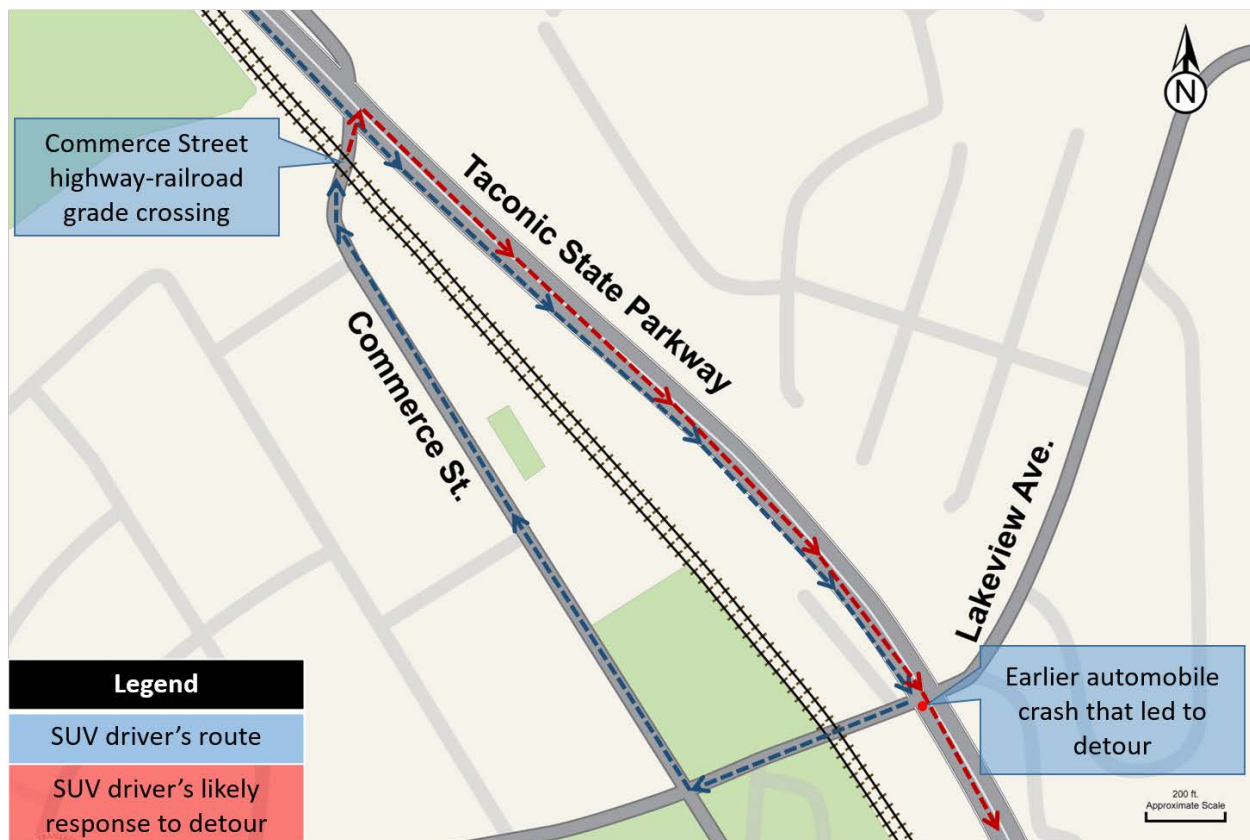 N
Commerce Street
highway-railroad
grade crossing
Taconic State Parkway
Commerce St.
Lakeview Ave.
Earlier automobile
crash that led to
detour
Legend
SUV driver's route
SUV driver's likely
response to detour
200 ft.
Approximate Scale